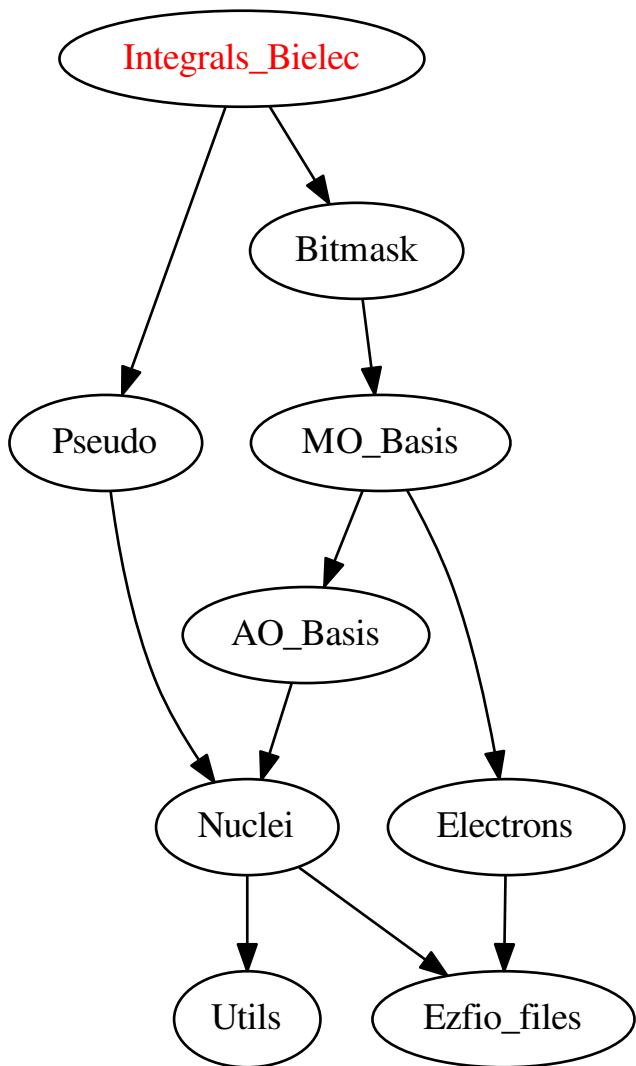 Integrals_Bielec
Bitmask
Pseudo
MO_Basis
AO_Basis
Nuclei
Electrons
Utils
Ezfio_files